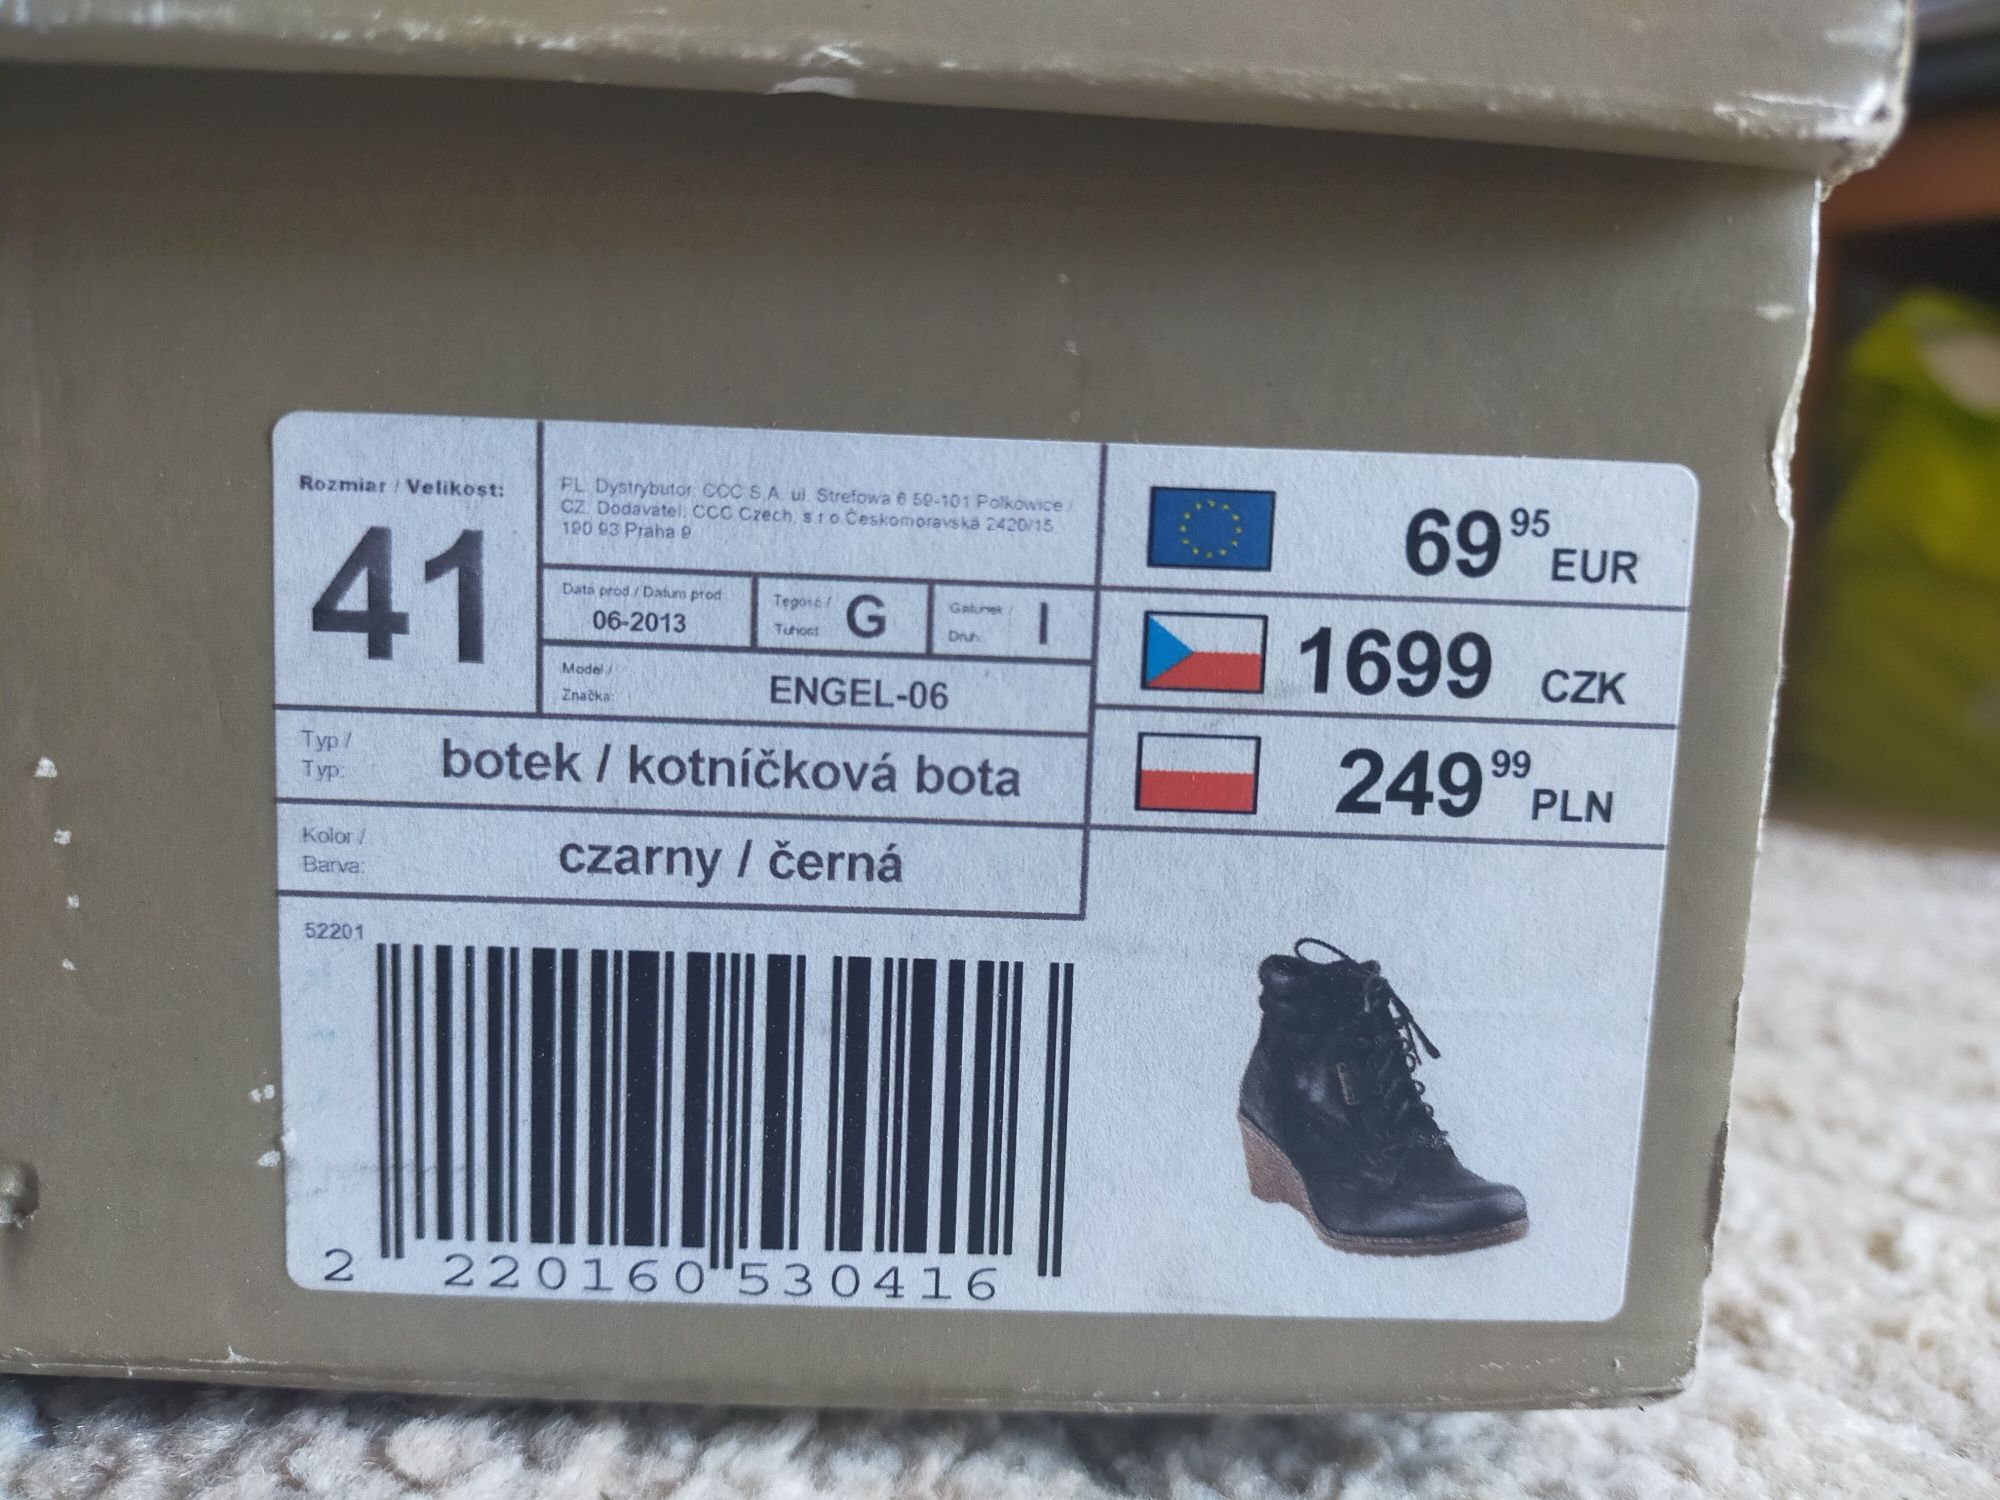 Rozmiar / Velikost:
41
PL. Dystrybutor: CCC S.A. ul. Strefowa 6 59-101 Polkowice /
CZ. Dodavatel: CCC Czech, s r o Českomoravská 2420/15
190 93 Praha 9
Data prod / Datum prod
06-2013
Tęgość /
Tuhost:
G
Gatunek /
Druh:
I
Model /
Značka:
ENGEL-06
Typ /
Typ:
botek / kotníčková bota
Kolor /
Barva:
czarny / černá
69 95 EUR
1699 CZK
249 99 PLN
52201
2 220160 530416